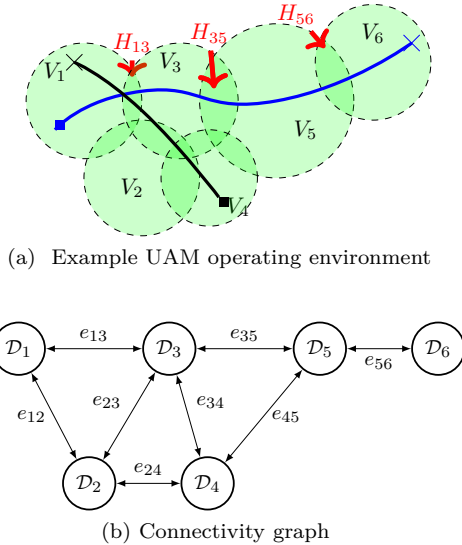 H₁₃ H₃₅ H₅₆
V₁ V₃ V₆
V₂ V₅
V₄
(a) Example UAM operating environment
e₁₃ e₃₅
𝒟₁ 𝒟₃ 𝒟₅ 𝒟₆
e₅₆
e₁₂ e₂₃ e₃₄ e₄₅
e₂₄
𝒟₂ 𝒟₄
(b) Connectivity graph